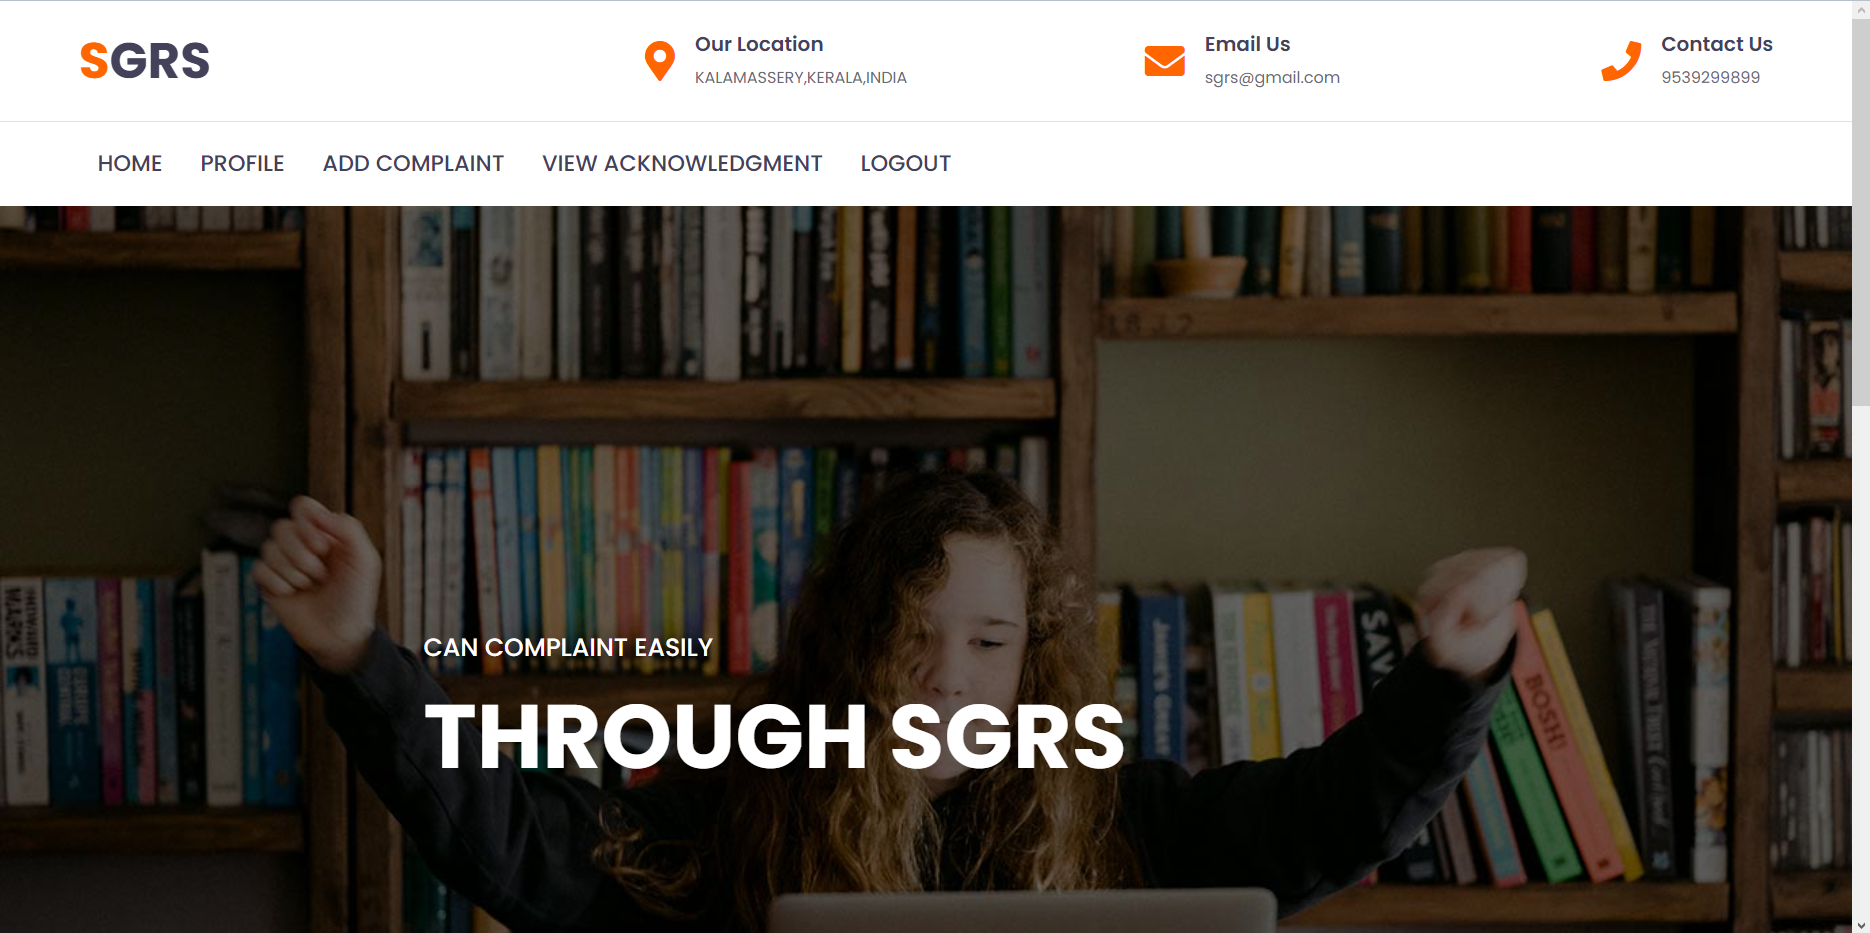 SGRS
Our Location
KALAMASSERY,KERALA,INDIA
Email Us
sgrs@gmail.com
Contact Us
9539299899
HOME
PROFILE
ADD COMPLAINT
VIEW ACKNOWLEDGMENT
LOGOUT
CAN COMPLAINT EASILY
THROUGH SGRS
BOSH!